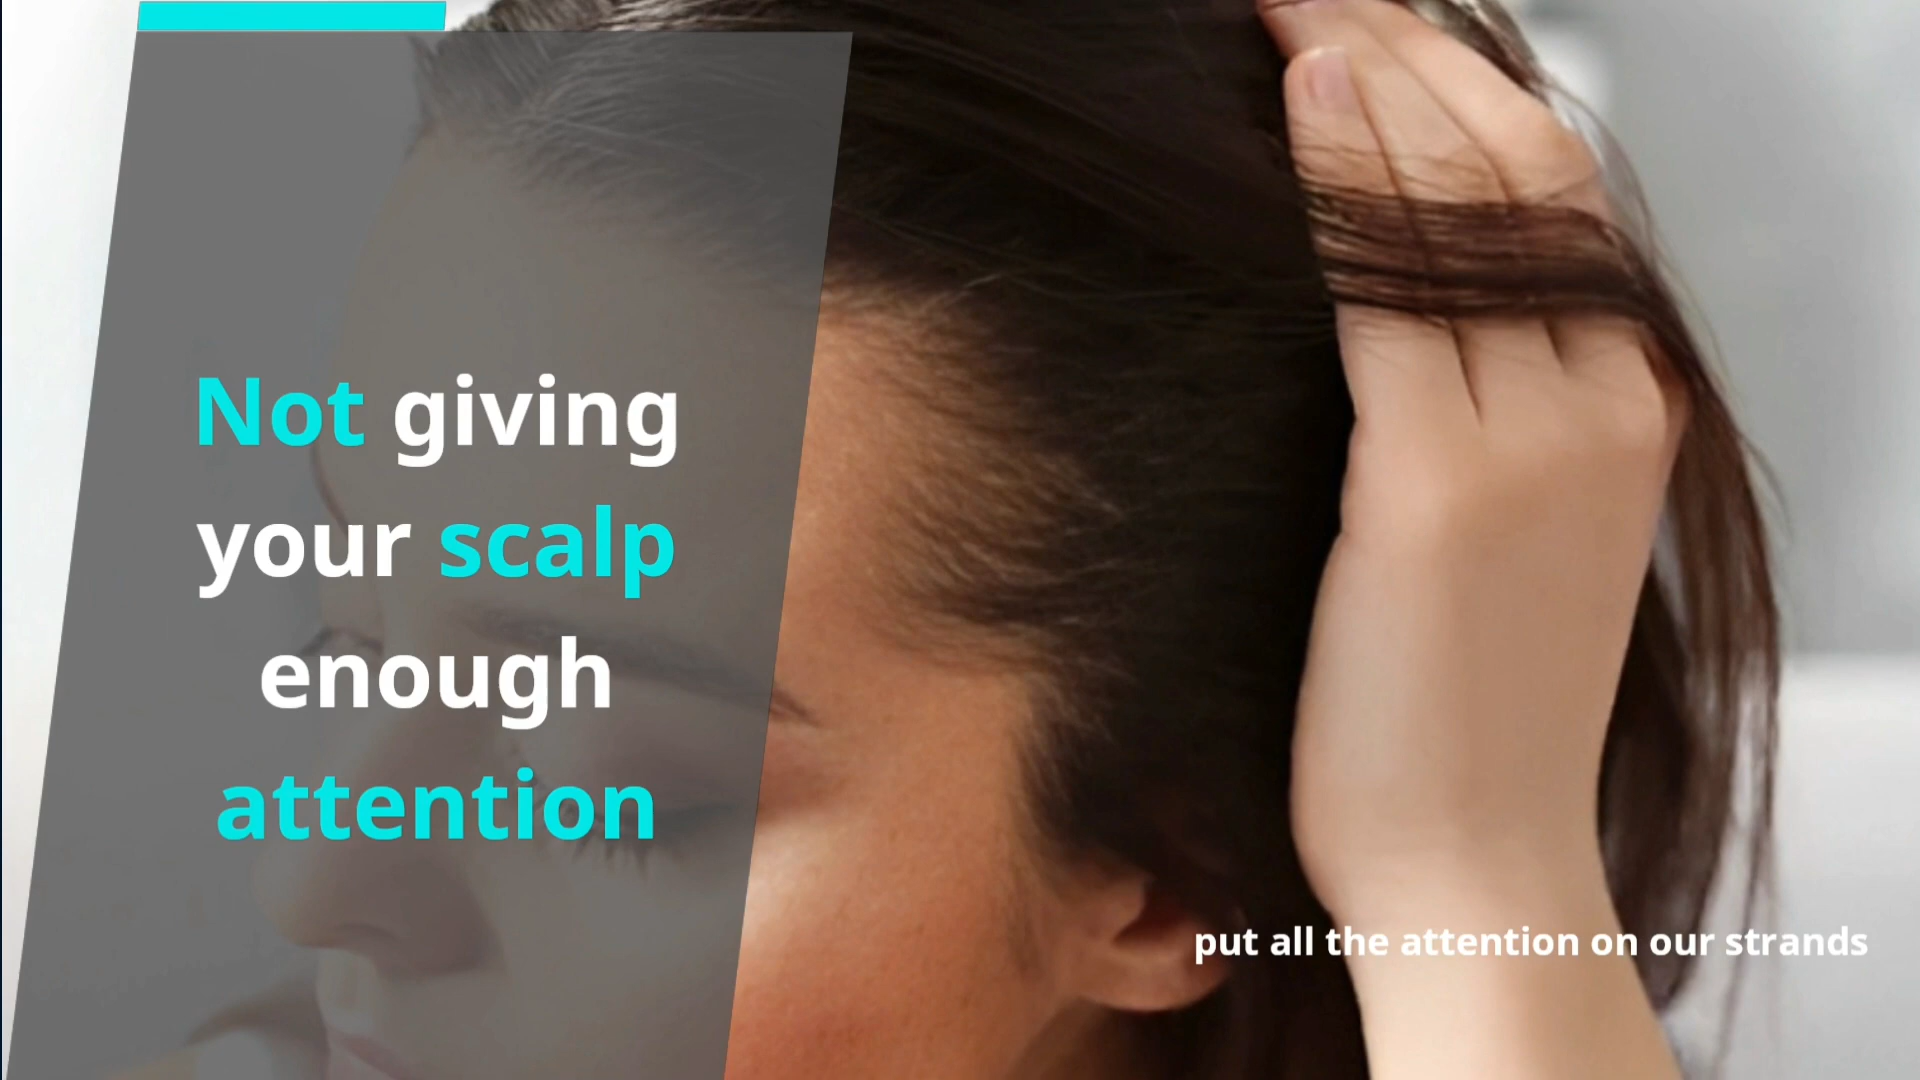 Not giving
your scalp
enough
attention
put all the attention on our strands